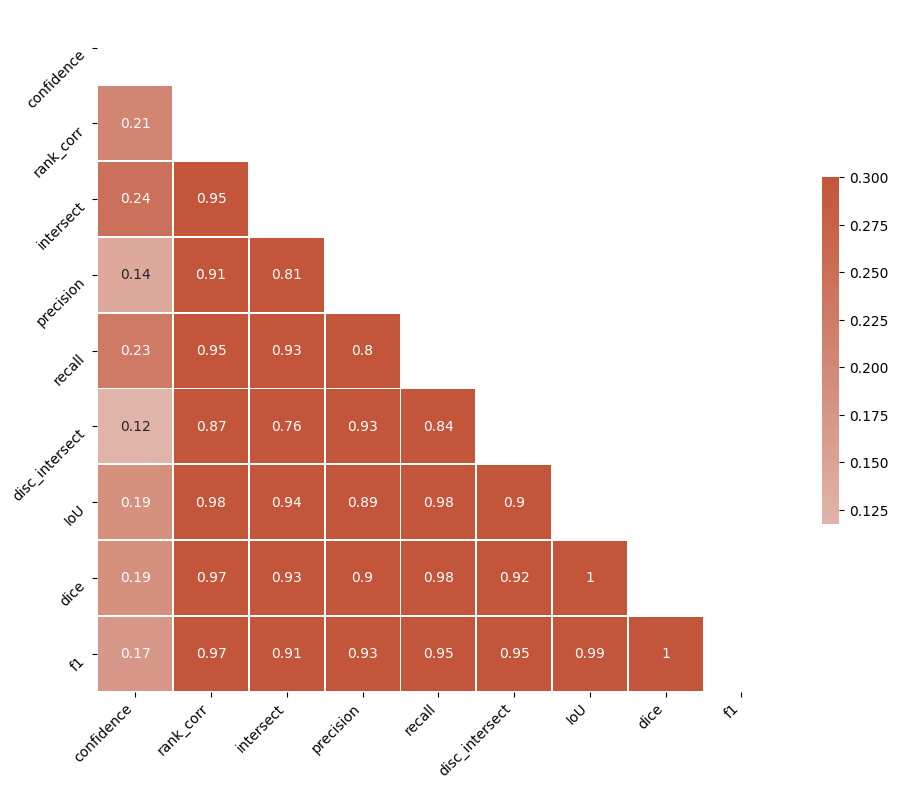 confidence
rank_corr 0.21
intersect 0.24 0.95
precision 0.14 0.91 0.81
recall 0.23 0.95 0.93 0.8
disc_intersect 0.12 0.87 0.76 0.93 0.84
IoU 0.19 0.98 0.94 0.89 0.98 0.9
dice 0.19 0.97 0.93 0.9 0.98 0.92 1
f1 0.17 0.97 0.91 0.93 0.95 0.95 0.99 1
confidence rank_corr intersect precision recall disc_intersect IoU dice f1
0.300
0.275
0.250
0.225
0.200
0.175
0.150
0.125